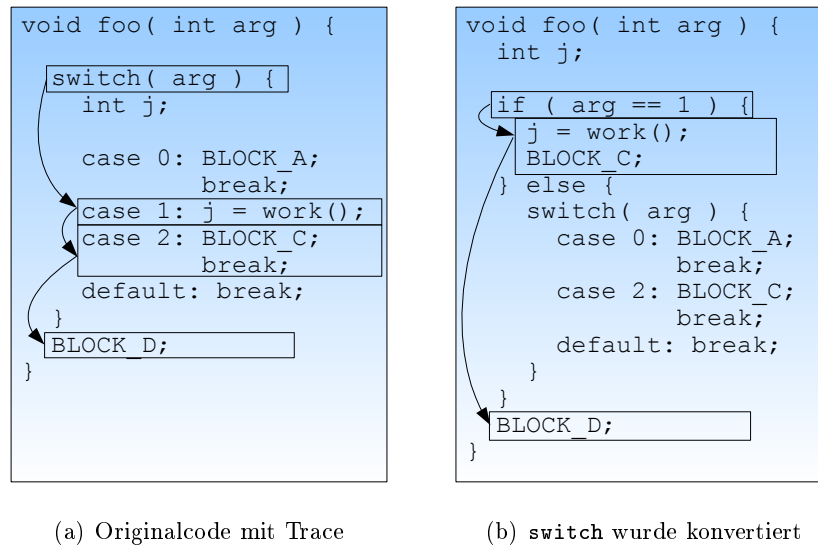 void foo( int arg ) {
  switch( arg ) {
    int j;
    case 0: BLOCK_A;
            break;
    case 1: j = work();
    case 2: BLOCK_C;
            break;
    default: break;
  }
  BLOCK_D;
}
(a) Originalcode mit Trace
void foo( int arg ) {
  int j;
  if ( arg == 1 ) {
    j = work();
    BLOCK_C;
  } else {
    switch( arg ) {
      case 0: BLOCK_A;
              break;
      case 2: BLOCK_C;
              break;
      default: break;
    }
  }
  BLOCK_D;
}
(b) switch wurde konvertiert